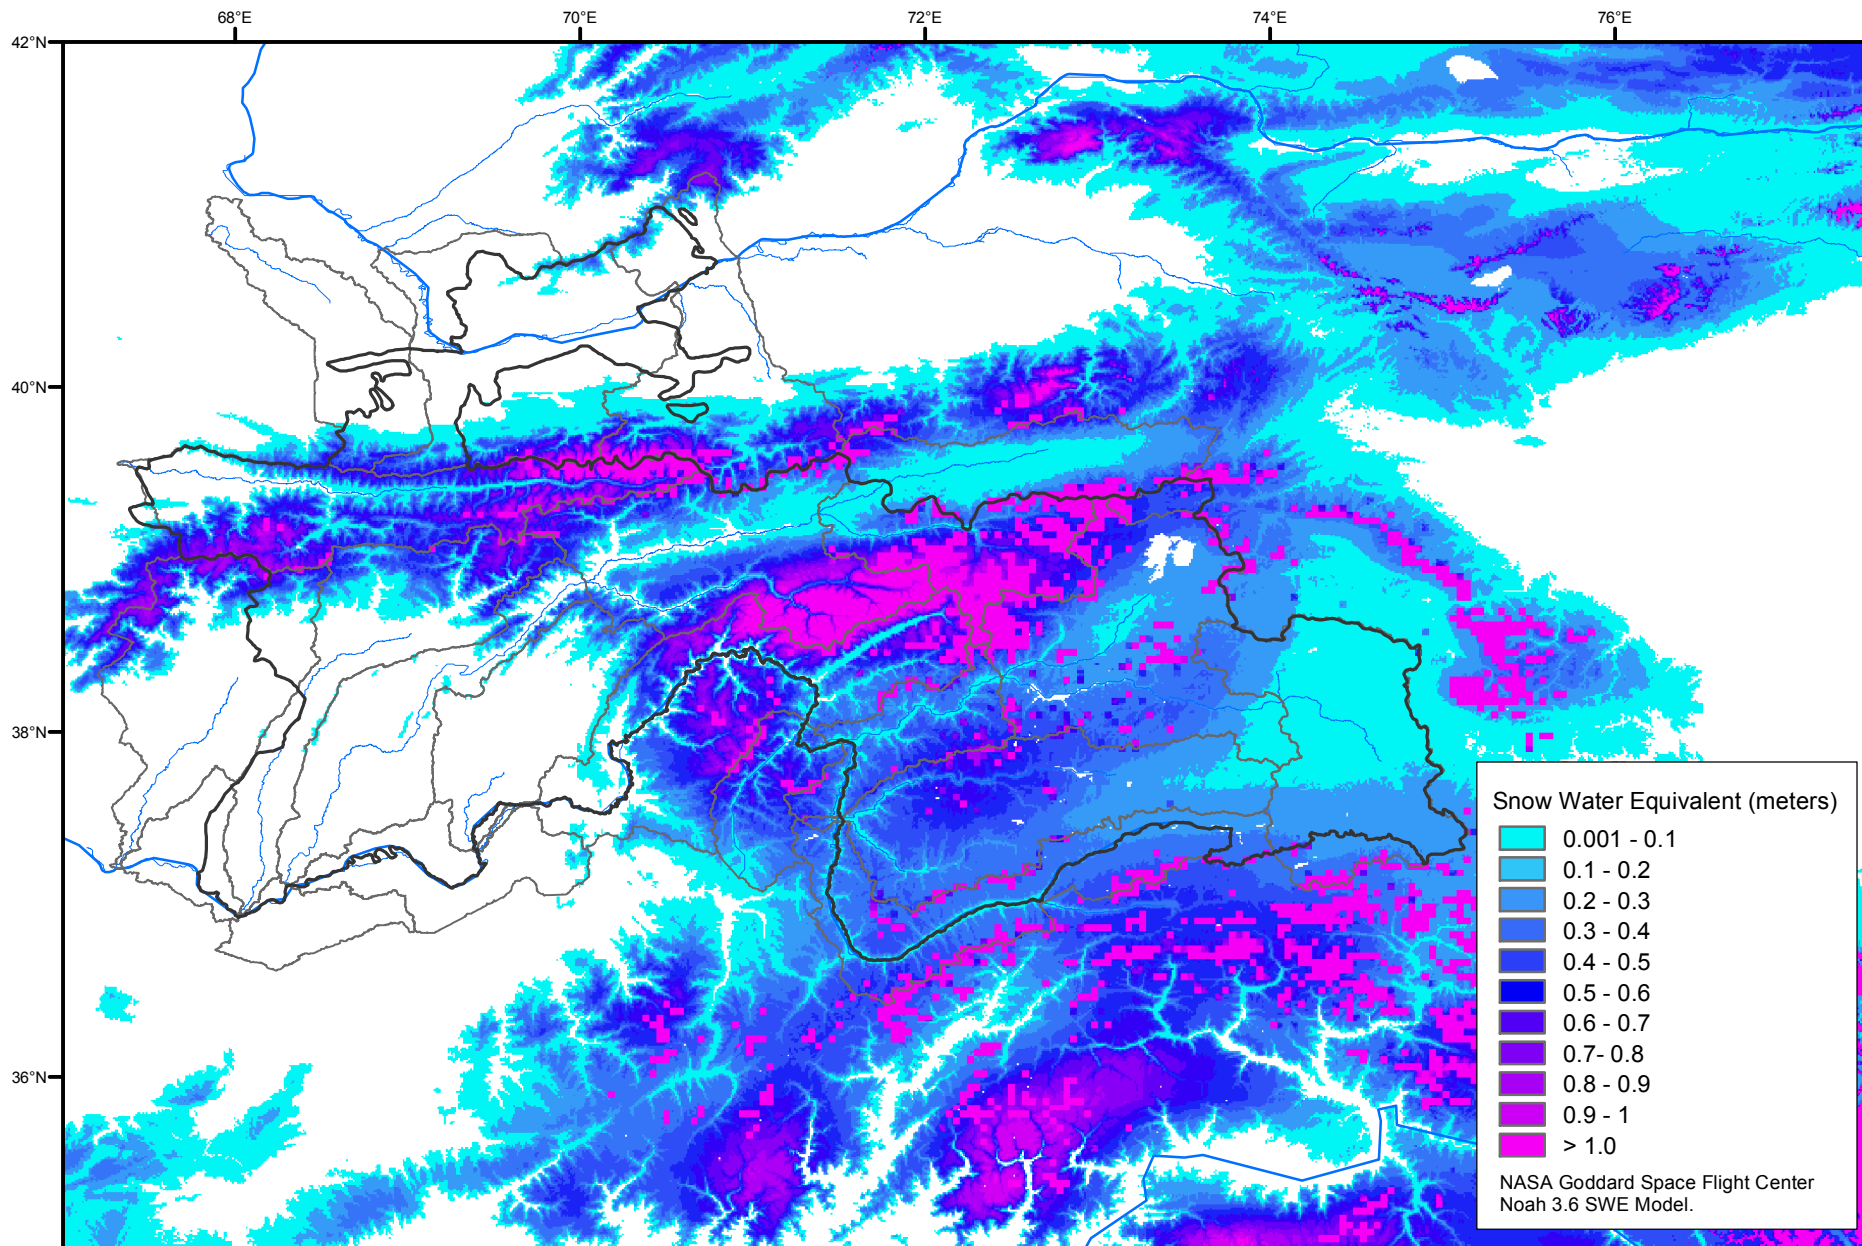 68°E 70°E 72°E 74°E 76°E
42°N
40°N
38°N
36°N
Snow Water Equivalent (meters)
0.001 - 0.1
0.1 - 0.2
0.2 - 0.3
0.3 - 0.4
0.4 - 0.5
0.5 - 0.6
0.6 - 0.7
0.7- 0.8
0.8 - 0.9
0.9 - 1
> 1.0
NASA Goddard Space Flight Center
Noah 3.6 SWE Model.